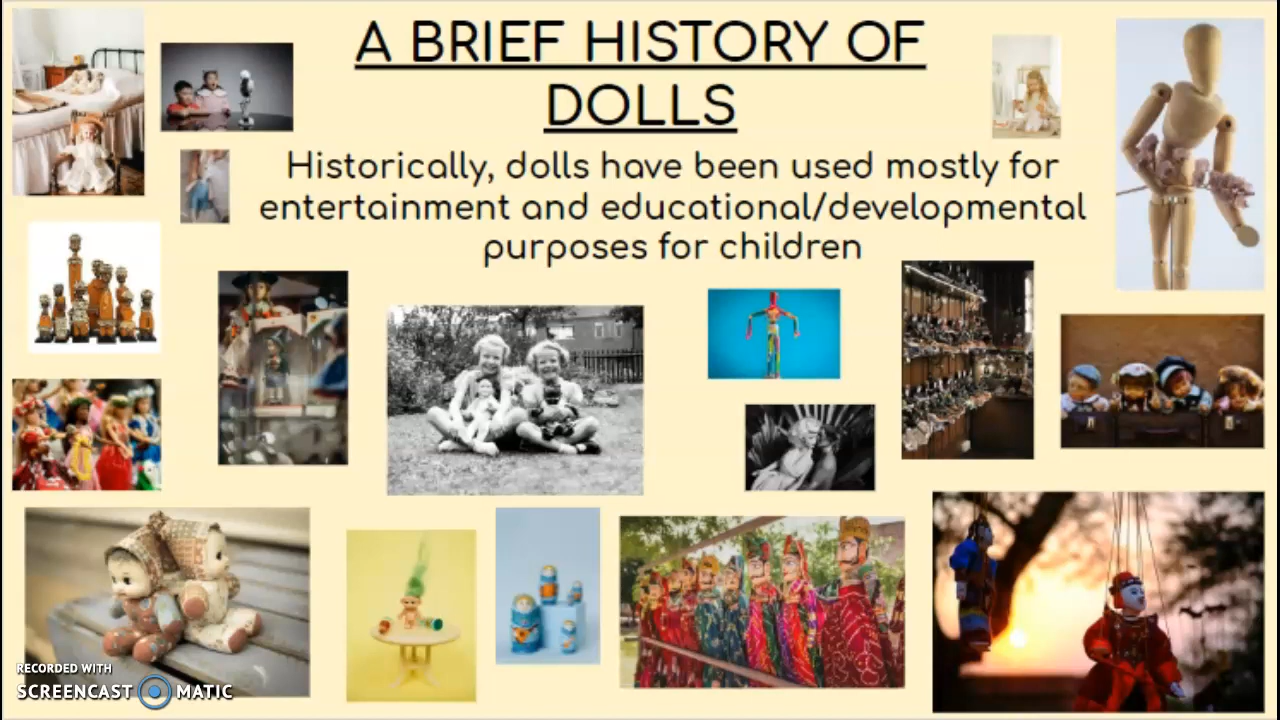 A BRIEF HISTORY OF
DOLLS
Historically, dolls have been used mostly for
entertainment and educational/developmental
purposes for children
RECORDED WITH
SCREENCAST MATIC